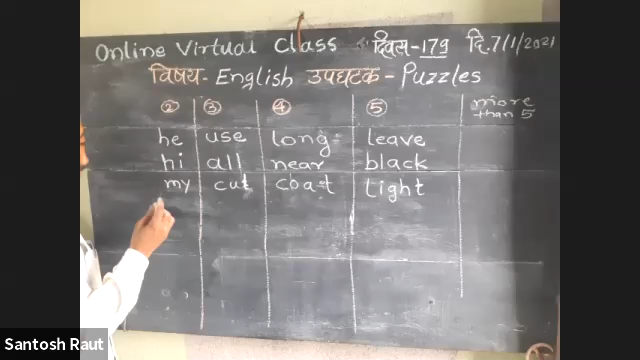 Online Virtual Class दिवस-179 दि.7/1/2021
विषय- English उपघटक - Puzzles
② ③ ④ ⑤ more than 5
he use long leave
hi all near black
my cut coat light
Santosh Raut